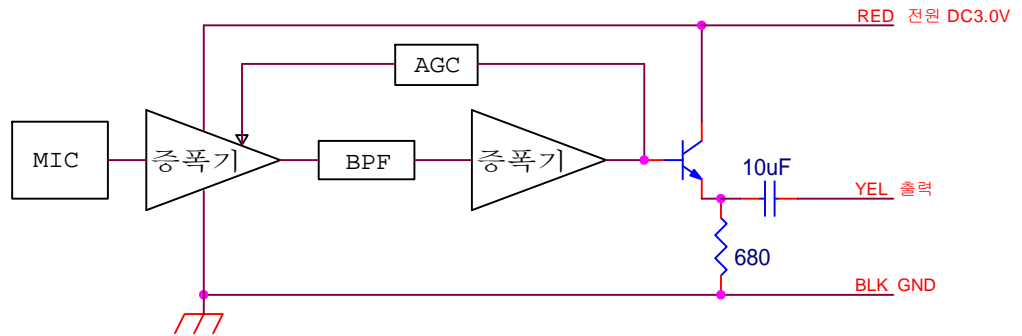 RED 전원 DC3.0V
AGC
MIC
증폭기
BPF
증폭기
10uF
YEL 출력
680
BLK GND